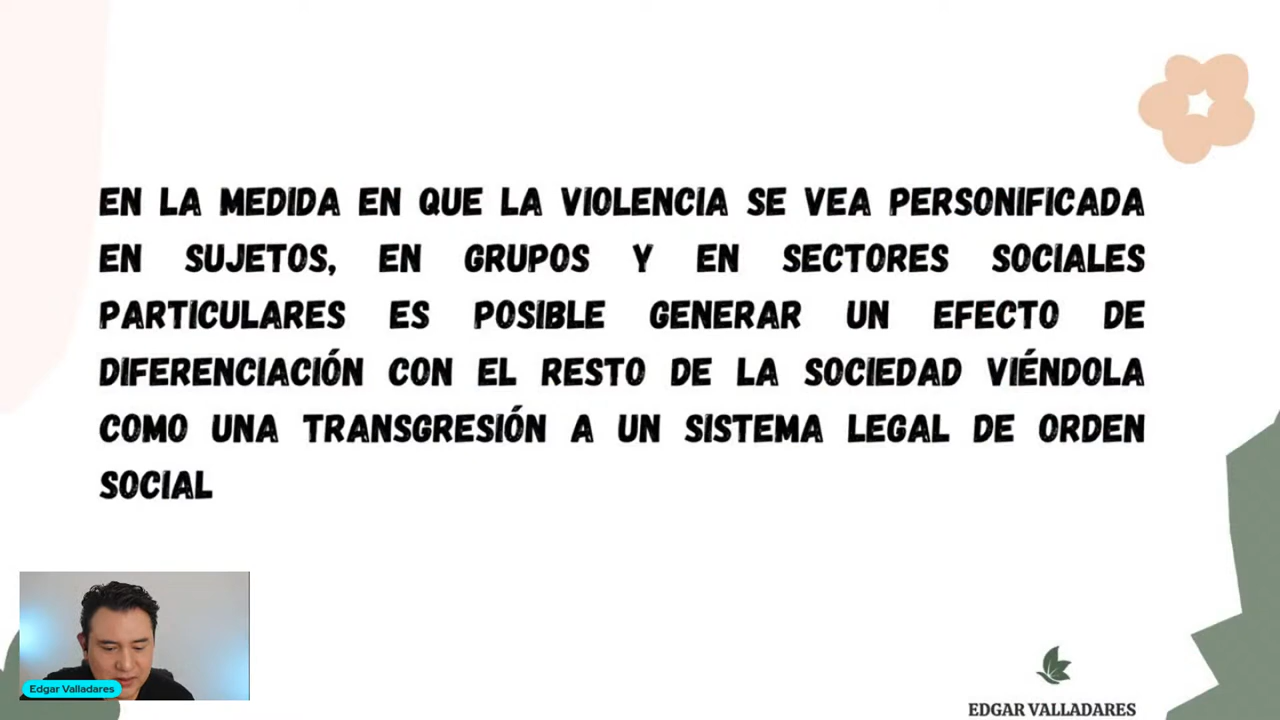 EN LA MEDIDA EN QUE LA VIOLENCIA SE VEA PERSONIFICADA
EN SUJETOS, EN GRUPOS Y EN SECTORES SOCIALES
PARTICULARES ES POSIBLE GENERAR UN EFECTO DE
DIFERENCIACIÓN CON EL RESTO DE LA SOCIEDAD VIÉNDOLA
COMO UNA TRANSGRESIÓN A UN SISTEMA LEGAL DE ORDEN
SOCIAL
Edgar Valladares
EDGAR VALLADARES